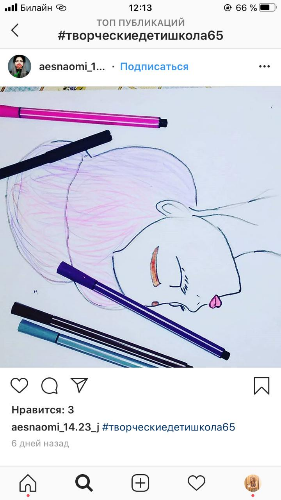 Билайн 12:13 66 %
ТОП ПУБЛИКАЦИЙ
#творческиедетишкола65
aesnaomi_1... • Подписаться
Нравится: 3
aesnaomi_14.23_j #творческиедетишкола65
6 дней назад